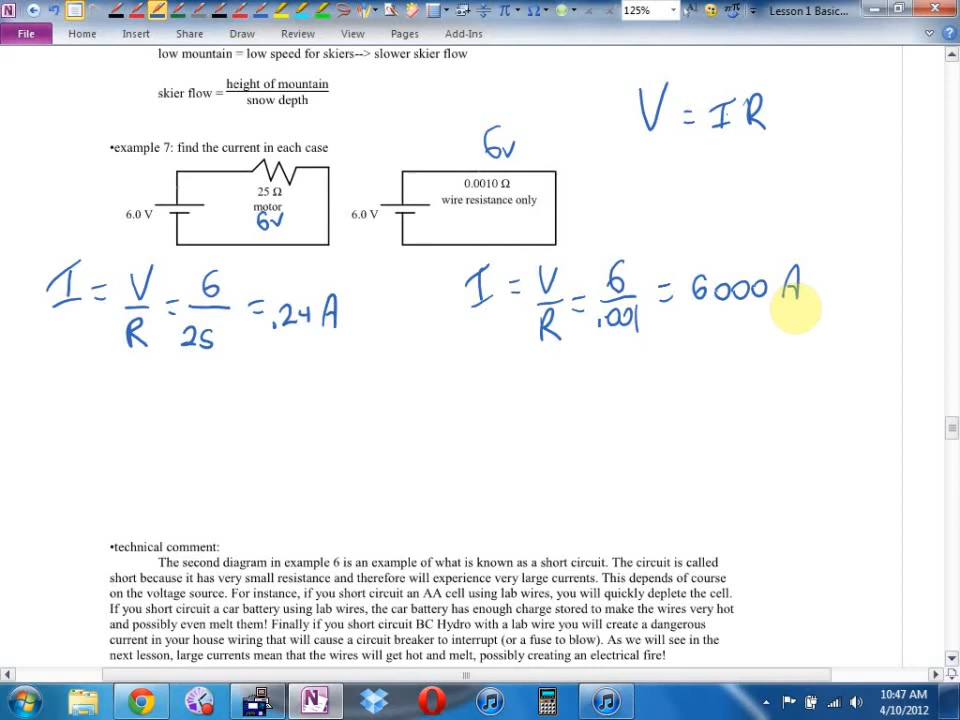 125%
Lesson 1 Basic...
File Home Insert Share Draw Review View Pages Add-Ins
low mountain = low speed for skiers--> slower skier flow
skier flow = height of mountain
snow depth
V = I R
•example 7: find the current in each case
6v
25 Ω
motor
6v
6.0 V
0.0010 Ω
wire resistance only
6.0 V
I = V/R = 6/25 = .24 A
I = V/R = 6/.001 = 6000 A
•technical comment:
The second diagram in example 6 is an example of what is known as a short circuit. The circuit is called
short because it has very small resistance and therefore will experience very large currents. This depends of course
on the voltage source. For instance, if you short circuit an AA cell using lab wires, you will quickly deplete the cell.
If you short circuit a car battery using lab wires, the car battery has enough charge stored to make the wires very hot
and possibly even melt them! Finally if you short circuit BC Hydro with a lab wire you will create a dangerous
current in your house wiring that will cause a circuit breaker to interrupt (or a fuse to blow). As we will see in the
next lesson, large currents mean that the wires will get hot and melt, possibly creating an electrical fire!
10:47 AM
4/10/2012